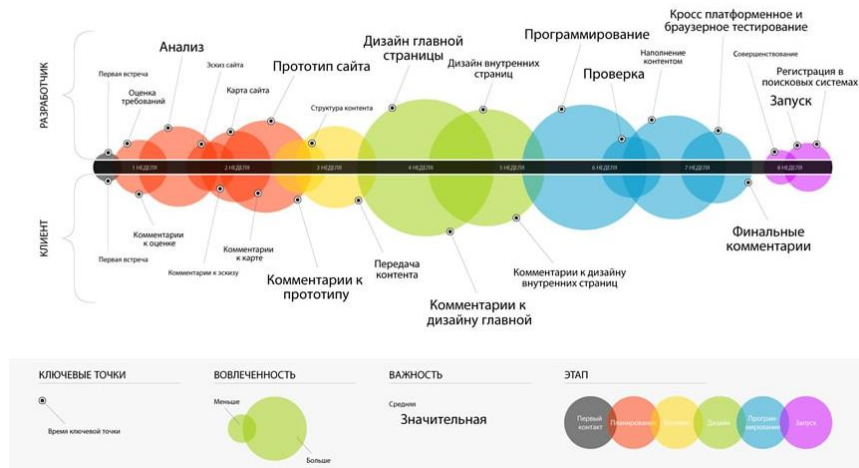 РАЗРАБОТЧИК
Первая встреча
Оценка
требований
Анализ
Эскиз сайта
Карта сайта
Прототип сайта
Структура контента
Дизайн главной
страницы
Дизайн внутренних
страниц
Программирование
Проверка
Наполнение
контентом
Кросс платформенное и
браузерное тестирование
Совершенствование
Запуск
Регистрация в
поисковых системах
1 НЕДЕЛЯ
2 НЕДЕЛЯ
3 НЕДЕЛЯ
4 НЕДЕЛЯ
5 НЕДЕЛЯ
6 НЕДЕЛЯ
7 НЕДЕЛЯ
8 НЕДЕЛЯ
КЛИЕНТ
Первая встреча
Комментарии
к оценке
Комментарии к эскизу
Комментарии
к карте
Комментарии к
прототипу
Передача
контента
Комментарии к
дизайну главной
Комментарии к дизайну
внутренних страниц
Финальные
комментарии
КЛЮЧЕВЫЕ ТОЧКИ
Время ключевой точки
ВОВЛЕЧЕННОСТЬ
Меньше
Больше
ВАЖНОСТЬ
Средняя
Значительная
ЭТАП
Первый
контакт
Планирование
Дизайн
Програм-
мирование
Запуск